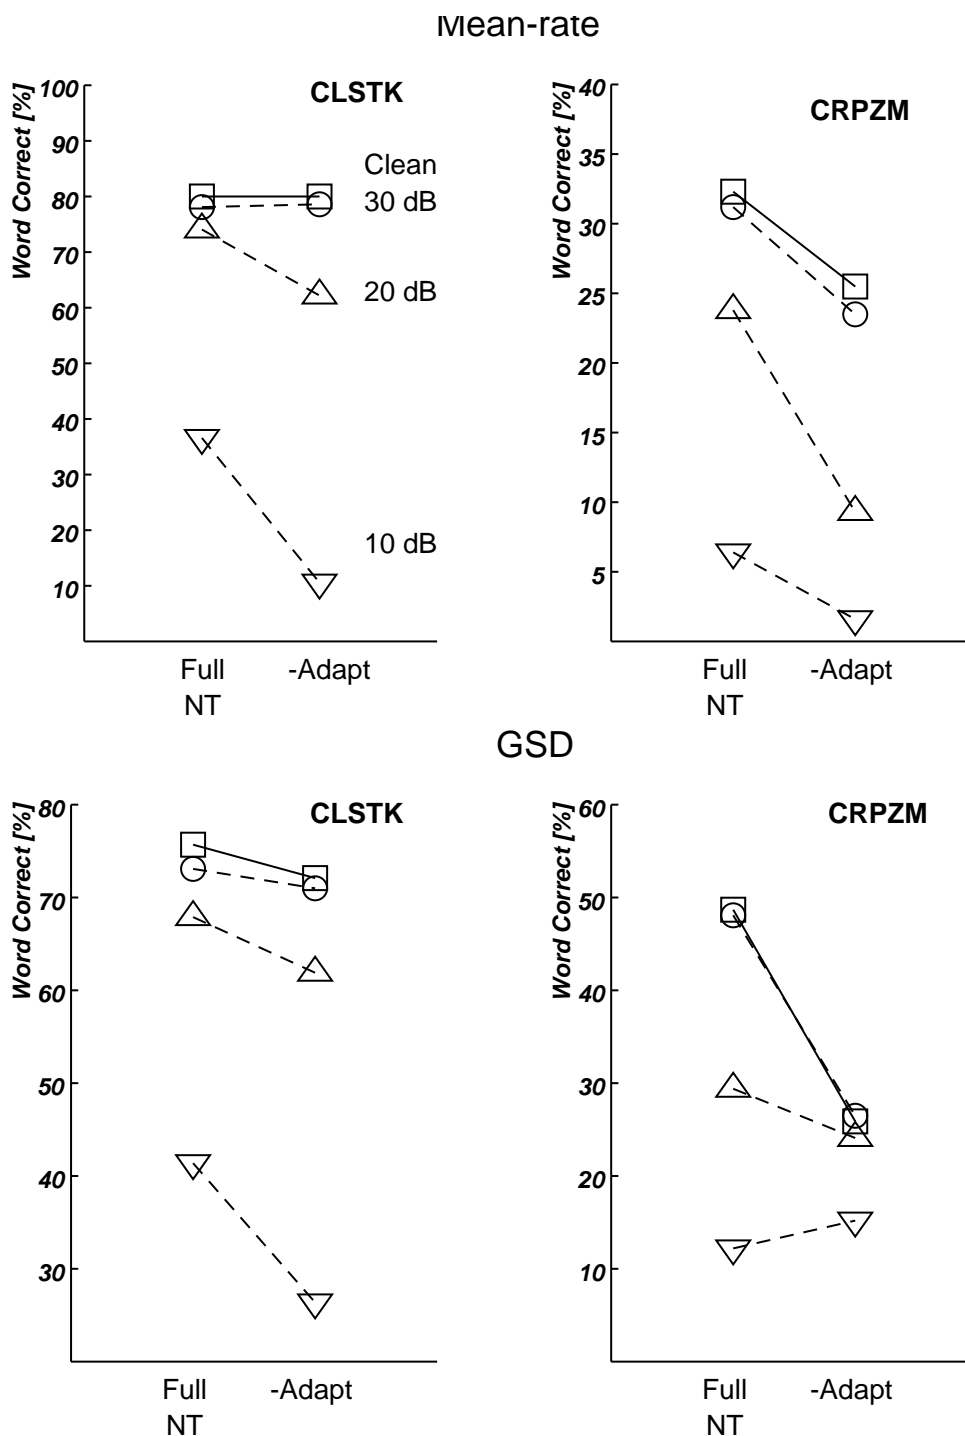 Mean-rate
Word Correct [%]
100
90
80
70
60
50
40
30
20
10
CLSTK
Clean
30 dB
20 dB
10 dB
Full
NT
-Adapt
Word Correct [%]
40
35
30
25
20
15
10
5
CRPZM
Full
NT
-Adapt
GSD
Word Correct [%]
80
70
60
50
40
30
CLSTK
Full
NT
-Adapt
Word Correct [%]
60
50
40
30
20
10
CRPZM
Full
NT
-Adapt